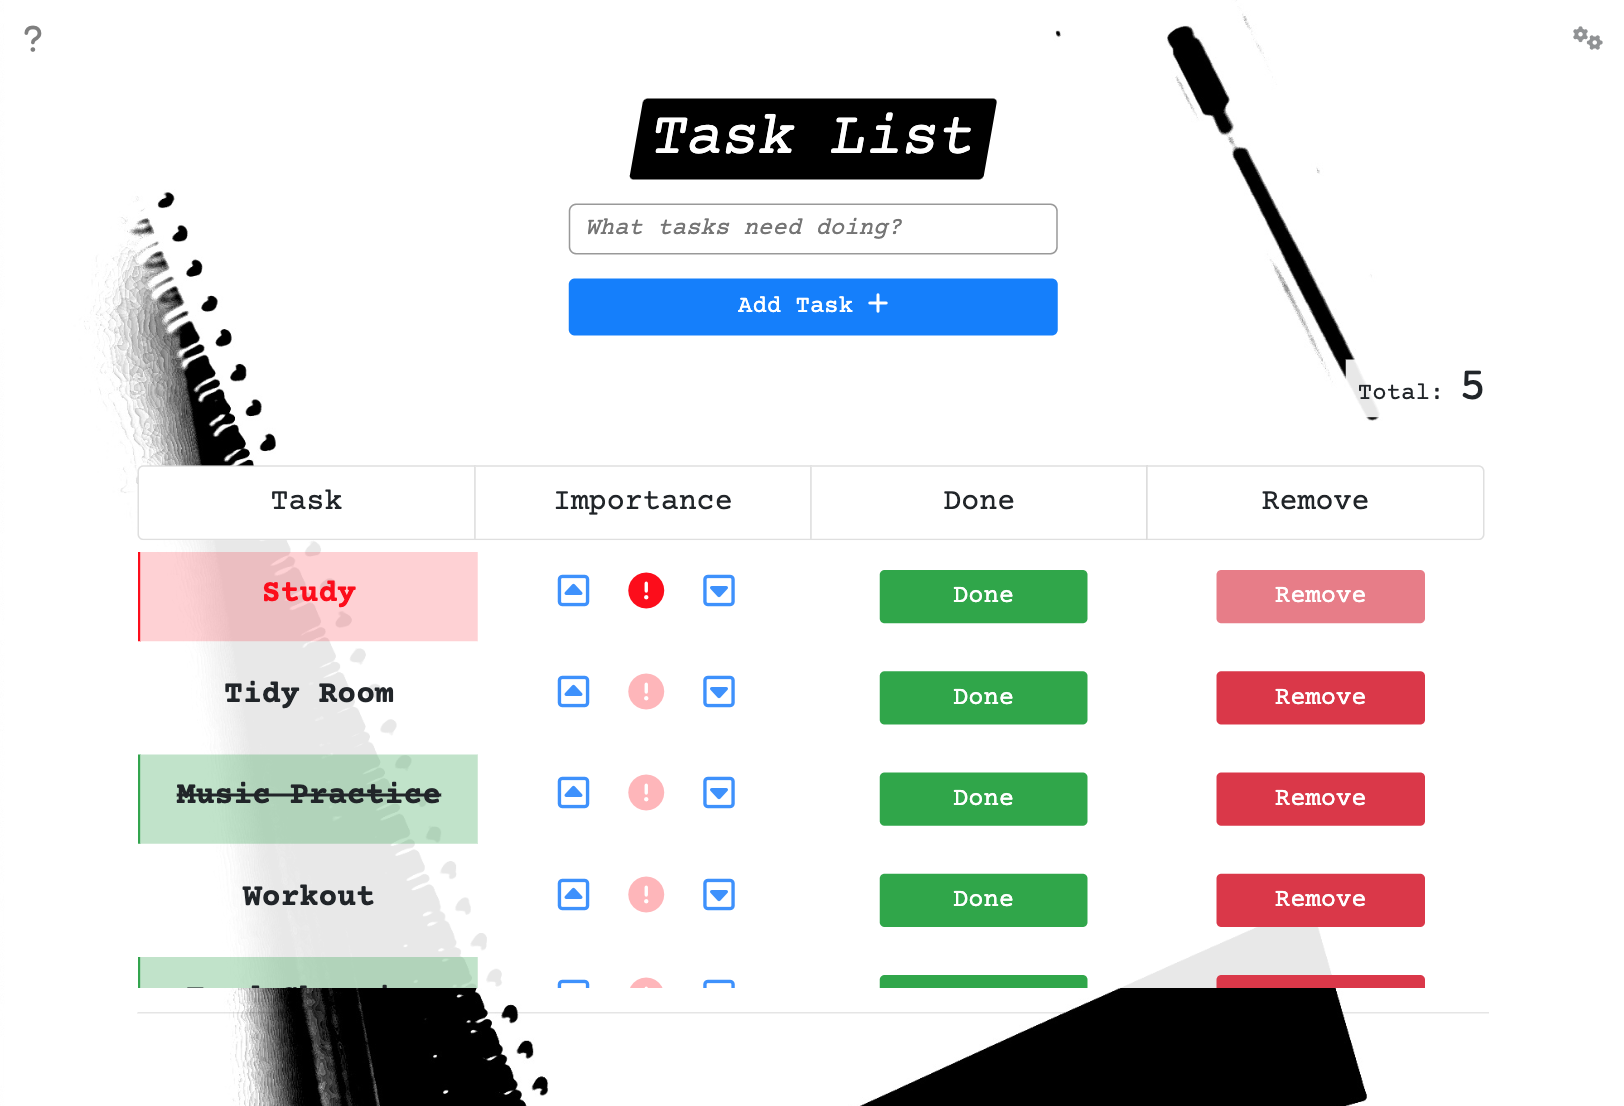 ?
Task List
What tasks need doing?
Add Task +
Total: 5
Task Importance Done Remove
Study ! Done Remove
Tidy Room ! Done Remove
Music Practice ! Done Remove
Workout ! Done Remove